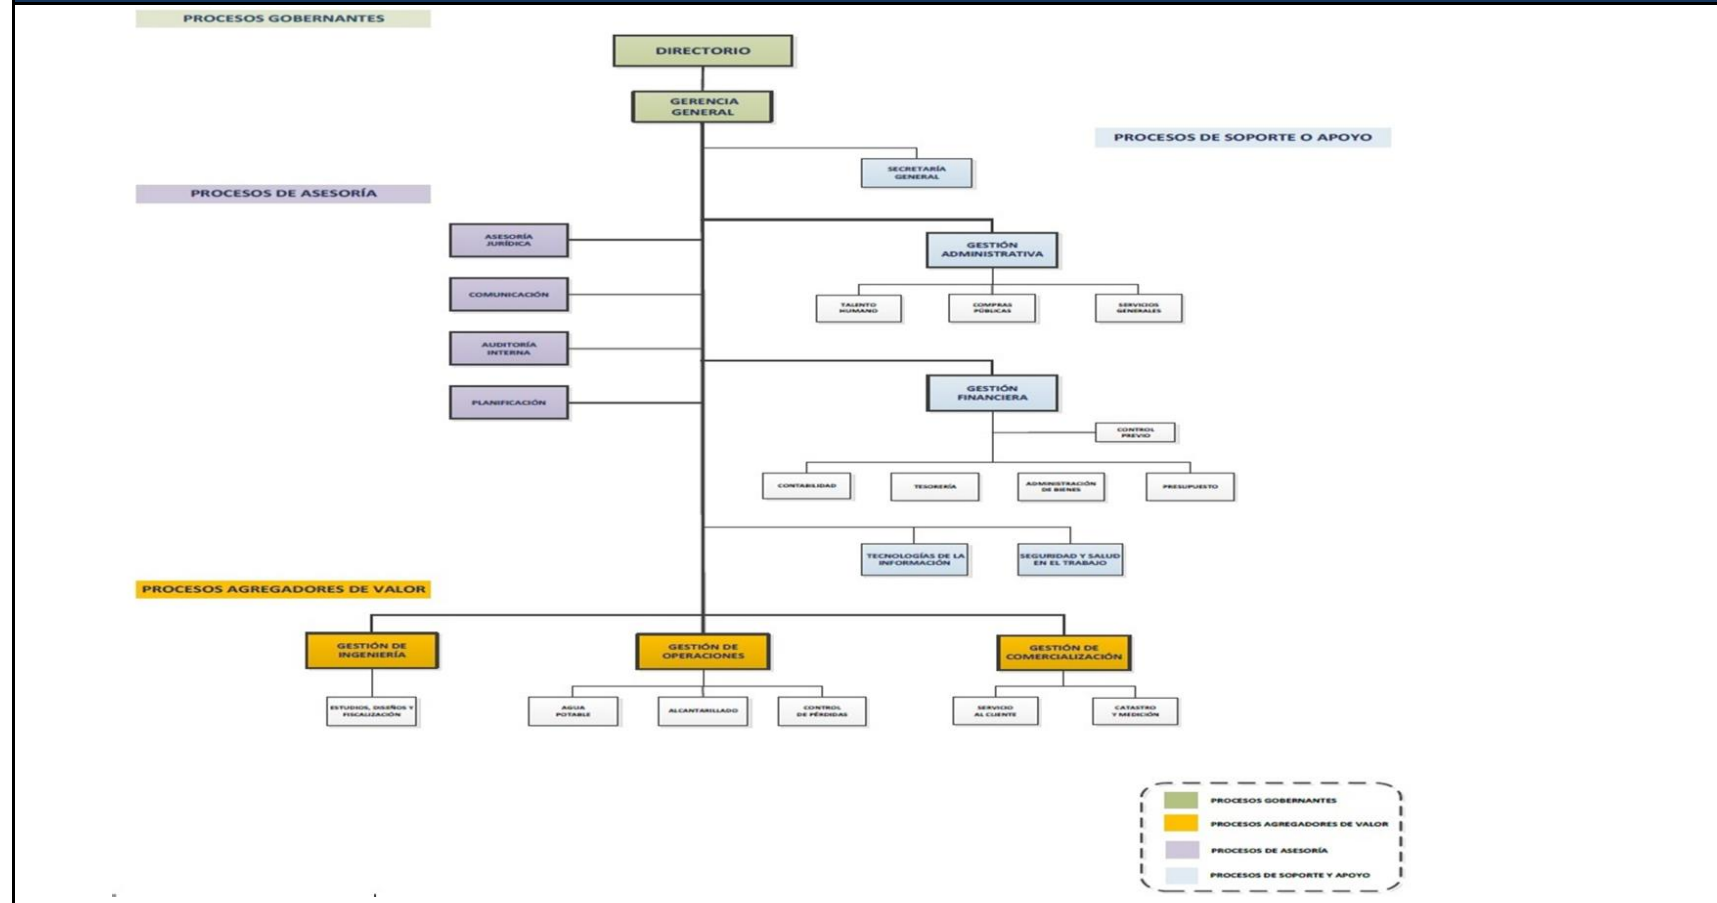 PROCESOS GOBERNANTES
DIRECTORIO
GERENCIA
GENERAL
PROCESOS DE SOPORTE O APOYO
SECRETARÍA
GENERAL
PROCESOS DE ASESORÍA
ASESORÍA
JURÍDICA
GESTIÓN
ADMINISTRATIVA
COMUNICACIÓN
TALENTO
HUMANO
COMPRAS
PÚBLICAS
SERVICIOS
GENERALES
AUDITORÍA
INTERNA
GESTIÓN
FINANCIERA
PLANIFICACIÓN
CONTROL
PREVIO
CONTABILIDAD
TESORERÍA
ADMINISTRACIÓN
DE BIENES
PRESUPUESTO
TECNOLOGÍAS DE LA
INFORMACIÓN
SEGURIDAD Y SALUD
EN EL TRABAJO
PROCESOS AGREGADORES DE VALOR
GESTIÓN DE
INGENIERÍA
GESTIÓN DE
OPERACIONES
GESTIÓN DE
COMERCIALIZACIÓN
ESTUDIOS, DISEÑOS Y
FISCALIZACIÓN
AGUA
POTABLE
ALCANTARILLADO
CONTROL
DE PÉRDIDAS
SERVICIO
AL CLIENTE
CATASTRO
Y MEDICIÓN
PROCESOS GOBERNANTES
PROCESOS AGREGADORES DE VALOR
PROCESOS DE ASESORÍA
PROCESOS DE SOPORTE Y APOYO